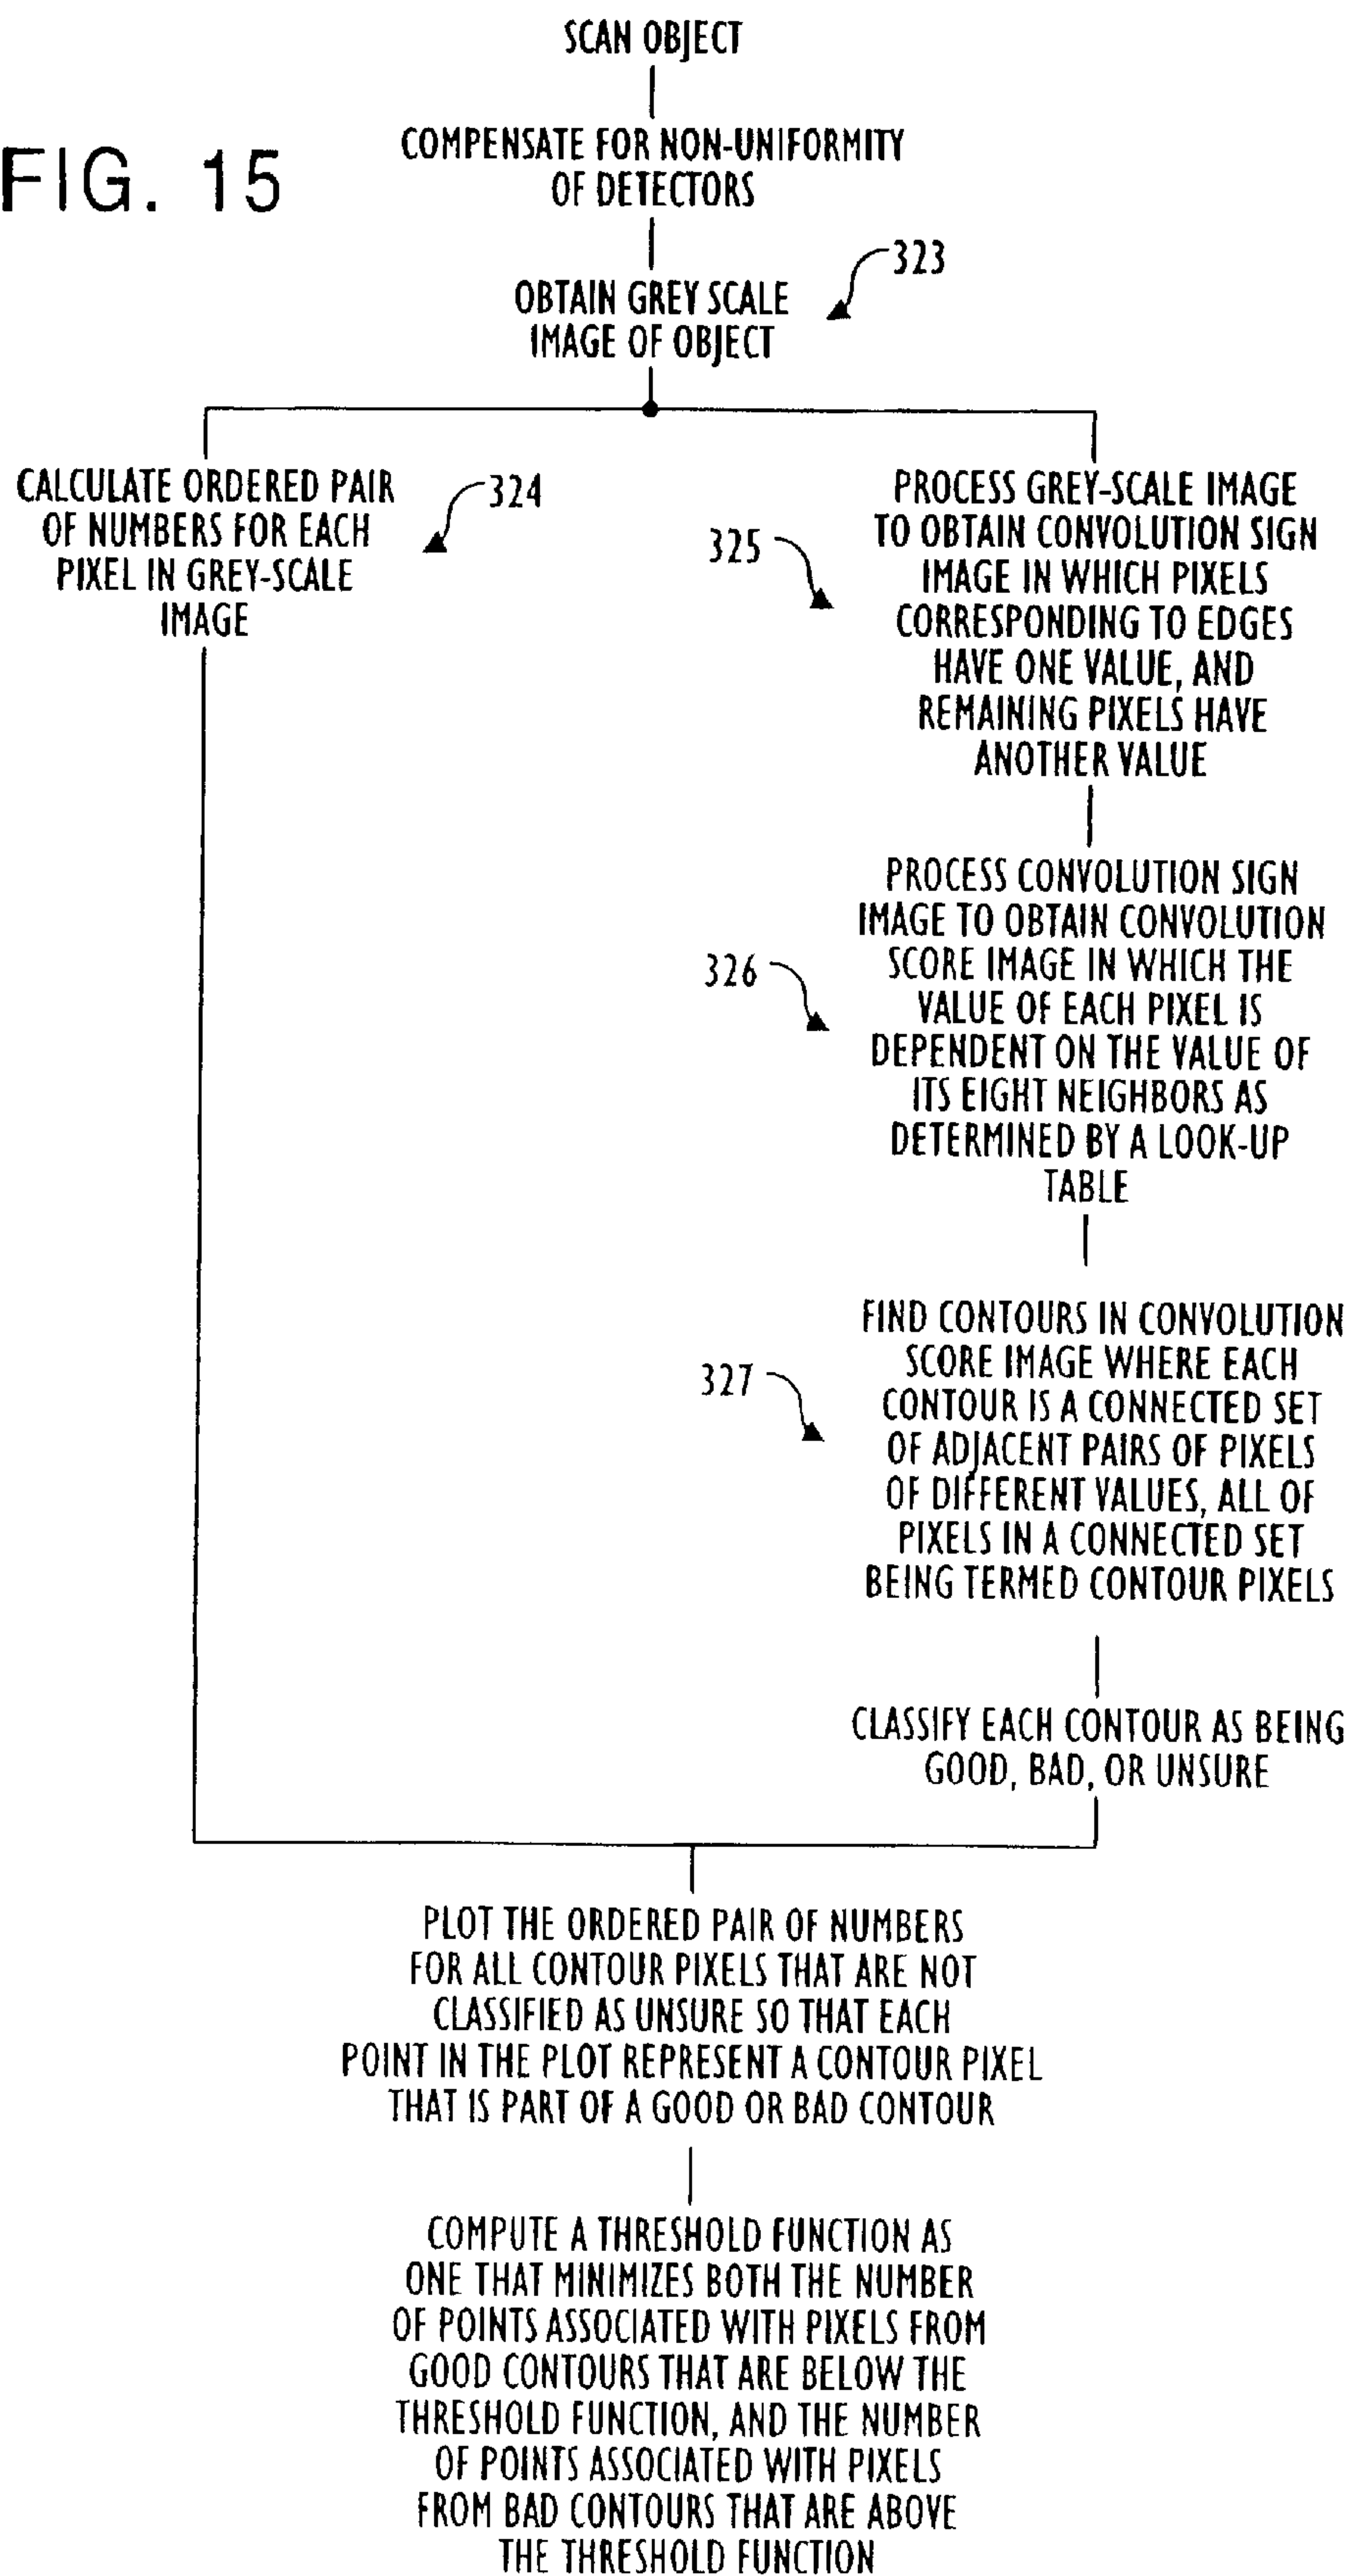 SCAN OBJECT
FIG. 15
COMPENSATE FOR NON-UNIFORMITY
OF DETECTORS
323
OBTAIN GREY SCALE
IMAGE OF OBJECT
CALCULATE ORDERED PAIR
OF NUMBERS FOR EACH
PIXEL IN GREY-SCALE
IMAGE
324
325
PROCESS GREY-SCALE IMAGE
TO OBTAIN CONVOLUTION SIGN
IMAGE IN WHICH PIXELS
CORRESPONDING TO EDGES
HAVE ONE VALUE, AND
REMAINING PIXELS HAVE
ANOTHER VALUE
326
PROCESS CONVOLUTION SIGN
IMAGE TO OBTAIN CONVOLUTION
SCORE IMAGE IN WHICH THE
VALUE OF EACH PIXEL IS
DEPENDENT ON THE VALUE OF
ITS EIGHT NEIGHBORS AS
DETERMINED BY A LOOK-UP
TABLE
327
FIND CONTOURS IN CONVOLUTION
SCORE IMAGE WHERE EACH
CONTOUR IS A CONNECTED SET
OF ADJACENT PAIRS OF PIXELS
OF DIFFERENT VALUES, ALL OF
PIXELS IN A CONNECTED SET
BEING TERMED CONTOUR PIXELS
CLASSIFY EACH CONTOUR AS BEING
GOOD, BAD, OR UNSURE
PLOT THE ORDERED PAIR OF NUMBERS
FOR ALL CONTOUR PIXELS THAT ARE NOT
CLASSIFIED AS UNSURE SO THAT EACH
POINT IN THE PLOT REPRESENT A CONTOUR PIXEL
THAT IS PART OF A GOOD OR BAD CONTOUR
COMPUTE A THRESHOLD FUNCTION AS
ONE THAT MINIMIZES BOTH THE NUMBER
OF POINTS ASSOCIATED WITH PIXELS FROM
GOOD CONTOURS THAT ARE BELOW THE
THRESHOLD FUNCTION, AND THE NUMBER
OF POINTS ASSOCIATED WITH PIXELS
FROM BAD CONTOURS THAT ARE ABOVE
THE THRESHOLD FUNCTION